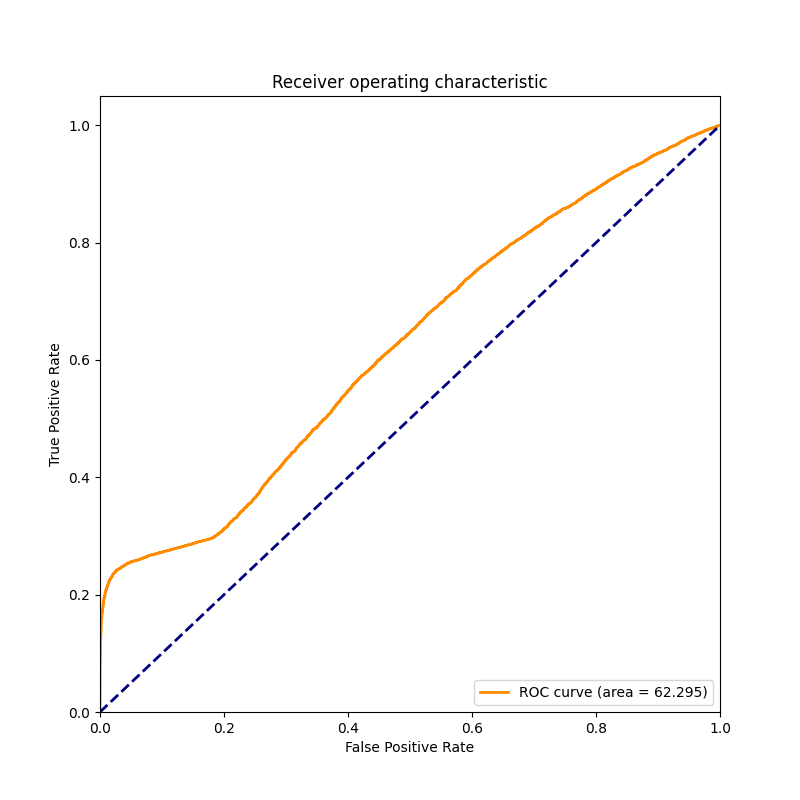 Receiver operating characteristic
True Positive Rate
1.0
0.8
0.6
0.4
0.2
0.0
ROC curve (area = 62.295)
0.0 0.2 0.4 0.6 0.8 1.0
False Positive Rate